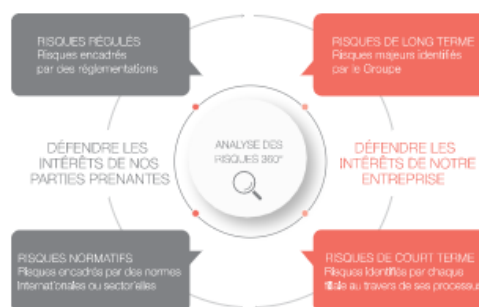 RISQUES RÉGULÉS
Risques encadrés
par des réglementations
RISQUES DE LONG TERME
Risques majeurs identifiés
par le Groupe
DÉFENDRE LES
INTÉRÊTS DE NOS
PARTIES PRENANTES
ANALYSE DES
RISQUES 360°
DÉFENDRE LES
INTÉRÊTS DE NOTRE
ENTREPRISE
RISQUES NORMATIFS
Risques encadrés par des normes
Internationales ou sectorielles
RISQUES DE COURT TERME
Risques identifiés par chaque
filiale au travers de ses processus